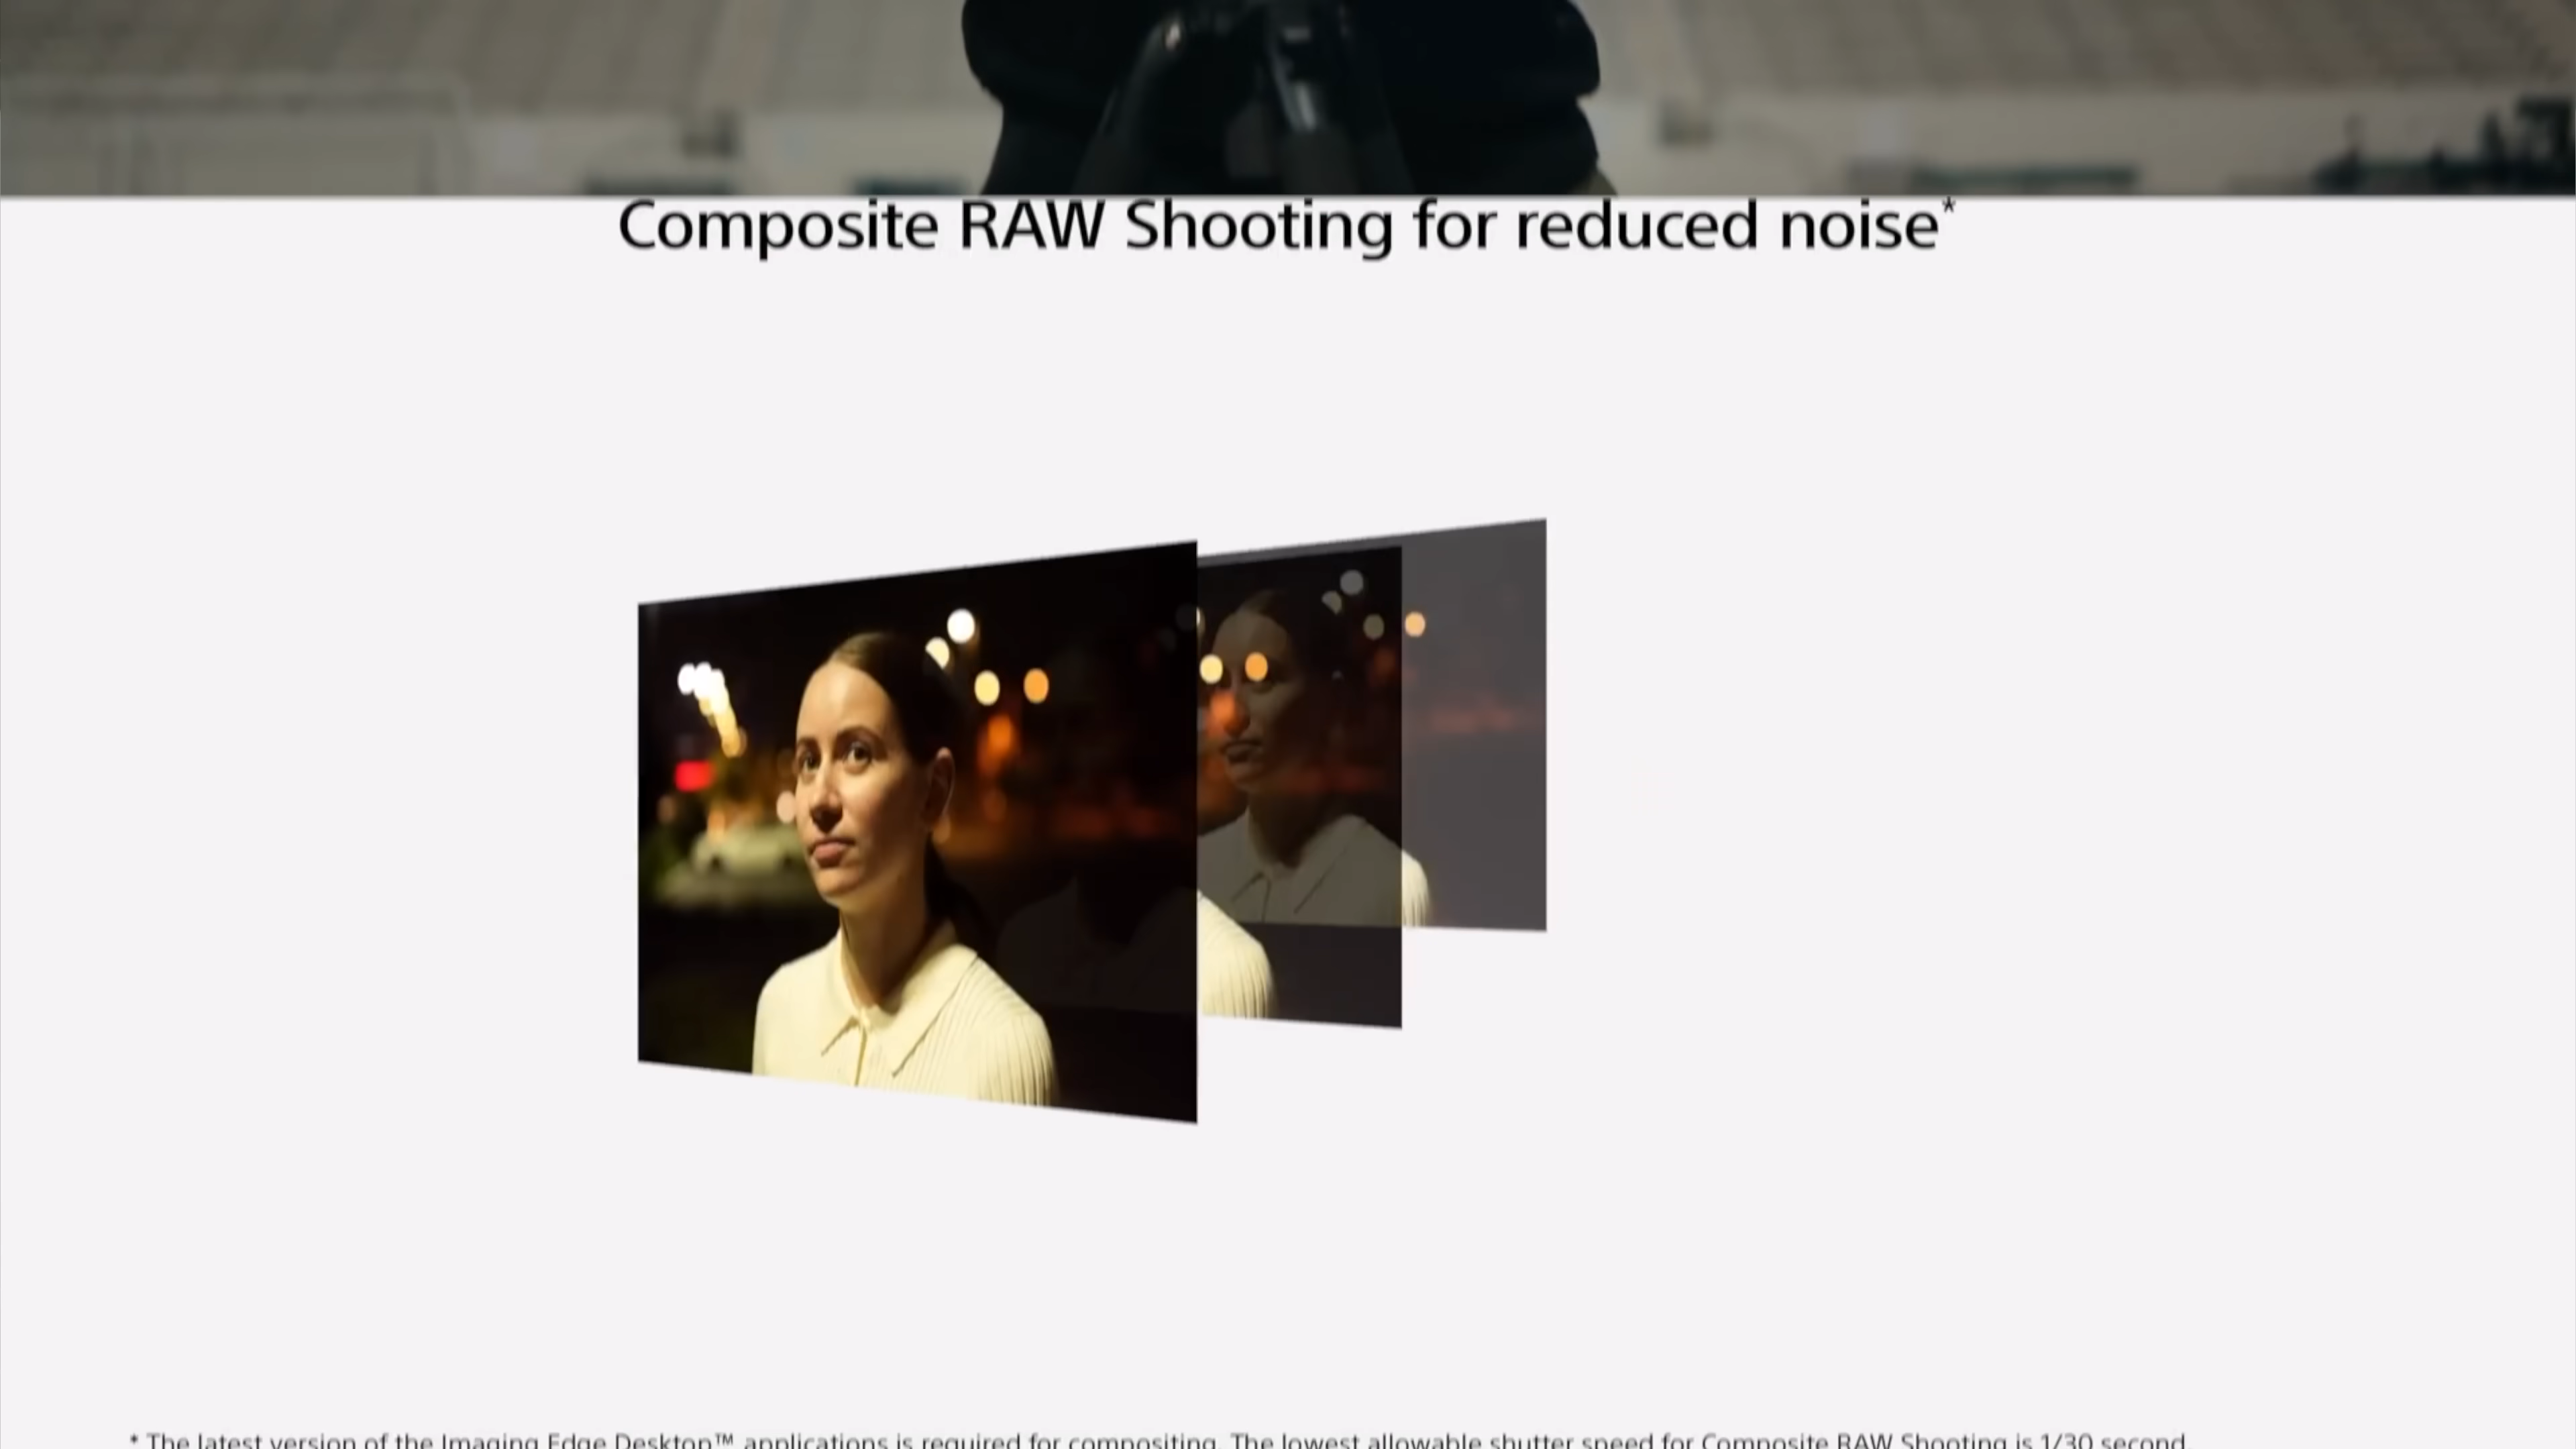 Composite RAW Shooting for reduced noise*
* The latest version of the Imaging Edge Desktop™ applications is required for compositing. The lowest allowable shutter speed for Composite RAW Shooting is 1/30 second.